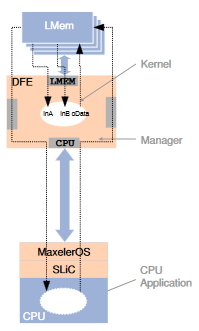 LMem
Kernel
DFE
LMEM
InA
InB
oData
Manager
CPU
MaxelerOS
SLiC
CPU
Application
CPU